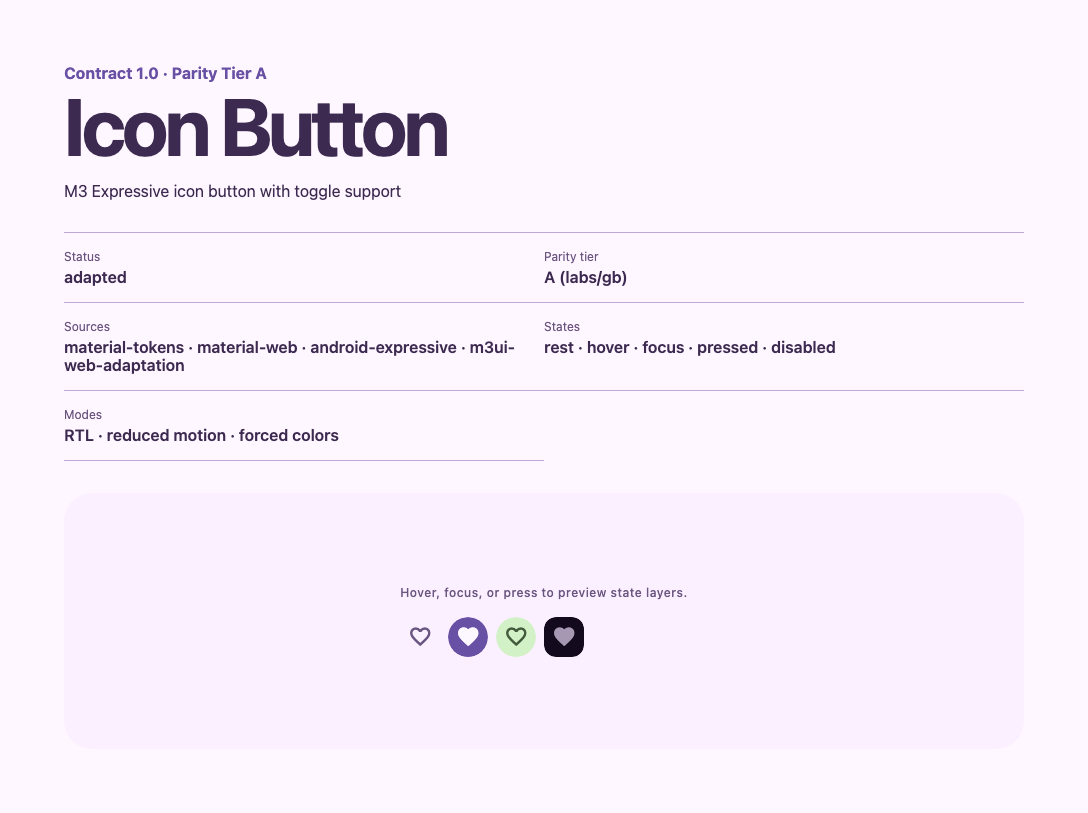 Contract 1.0 · Parity Tier A
Icon Button
M3 Expressive icon button with toggle support
Status
adapted
Parity tier
A (labs/gb)
Sources
material-tokens · material-web · android-expressive · m3ui-
web-adaptation
States
rest · hover · focus · pressed · disabled
Modes
RTL · reduced motion · forced colors
Hover, focus, or press to preview state layers.